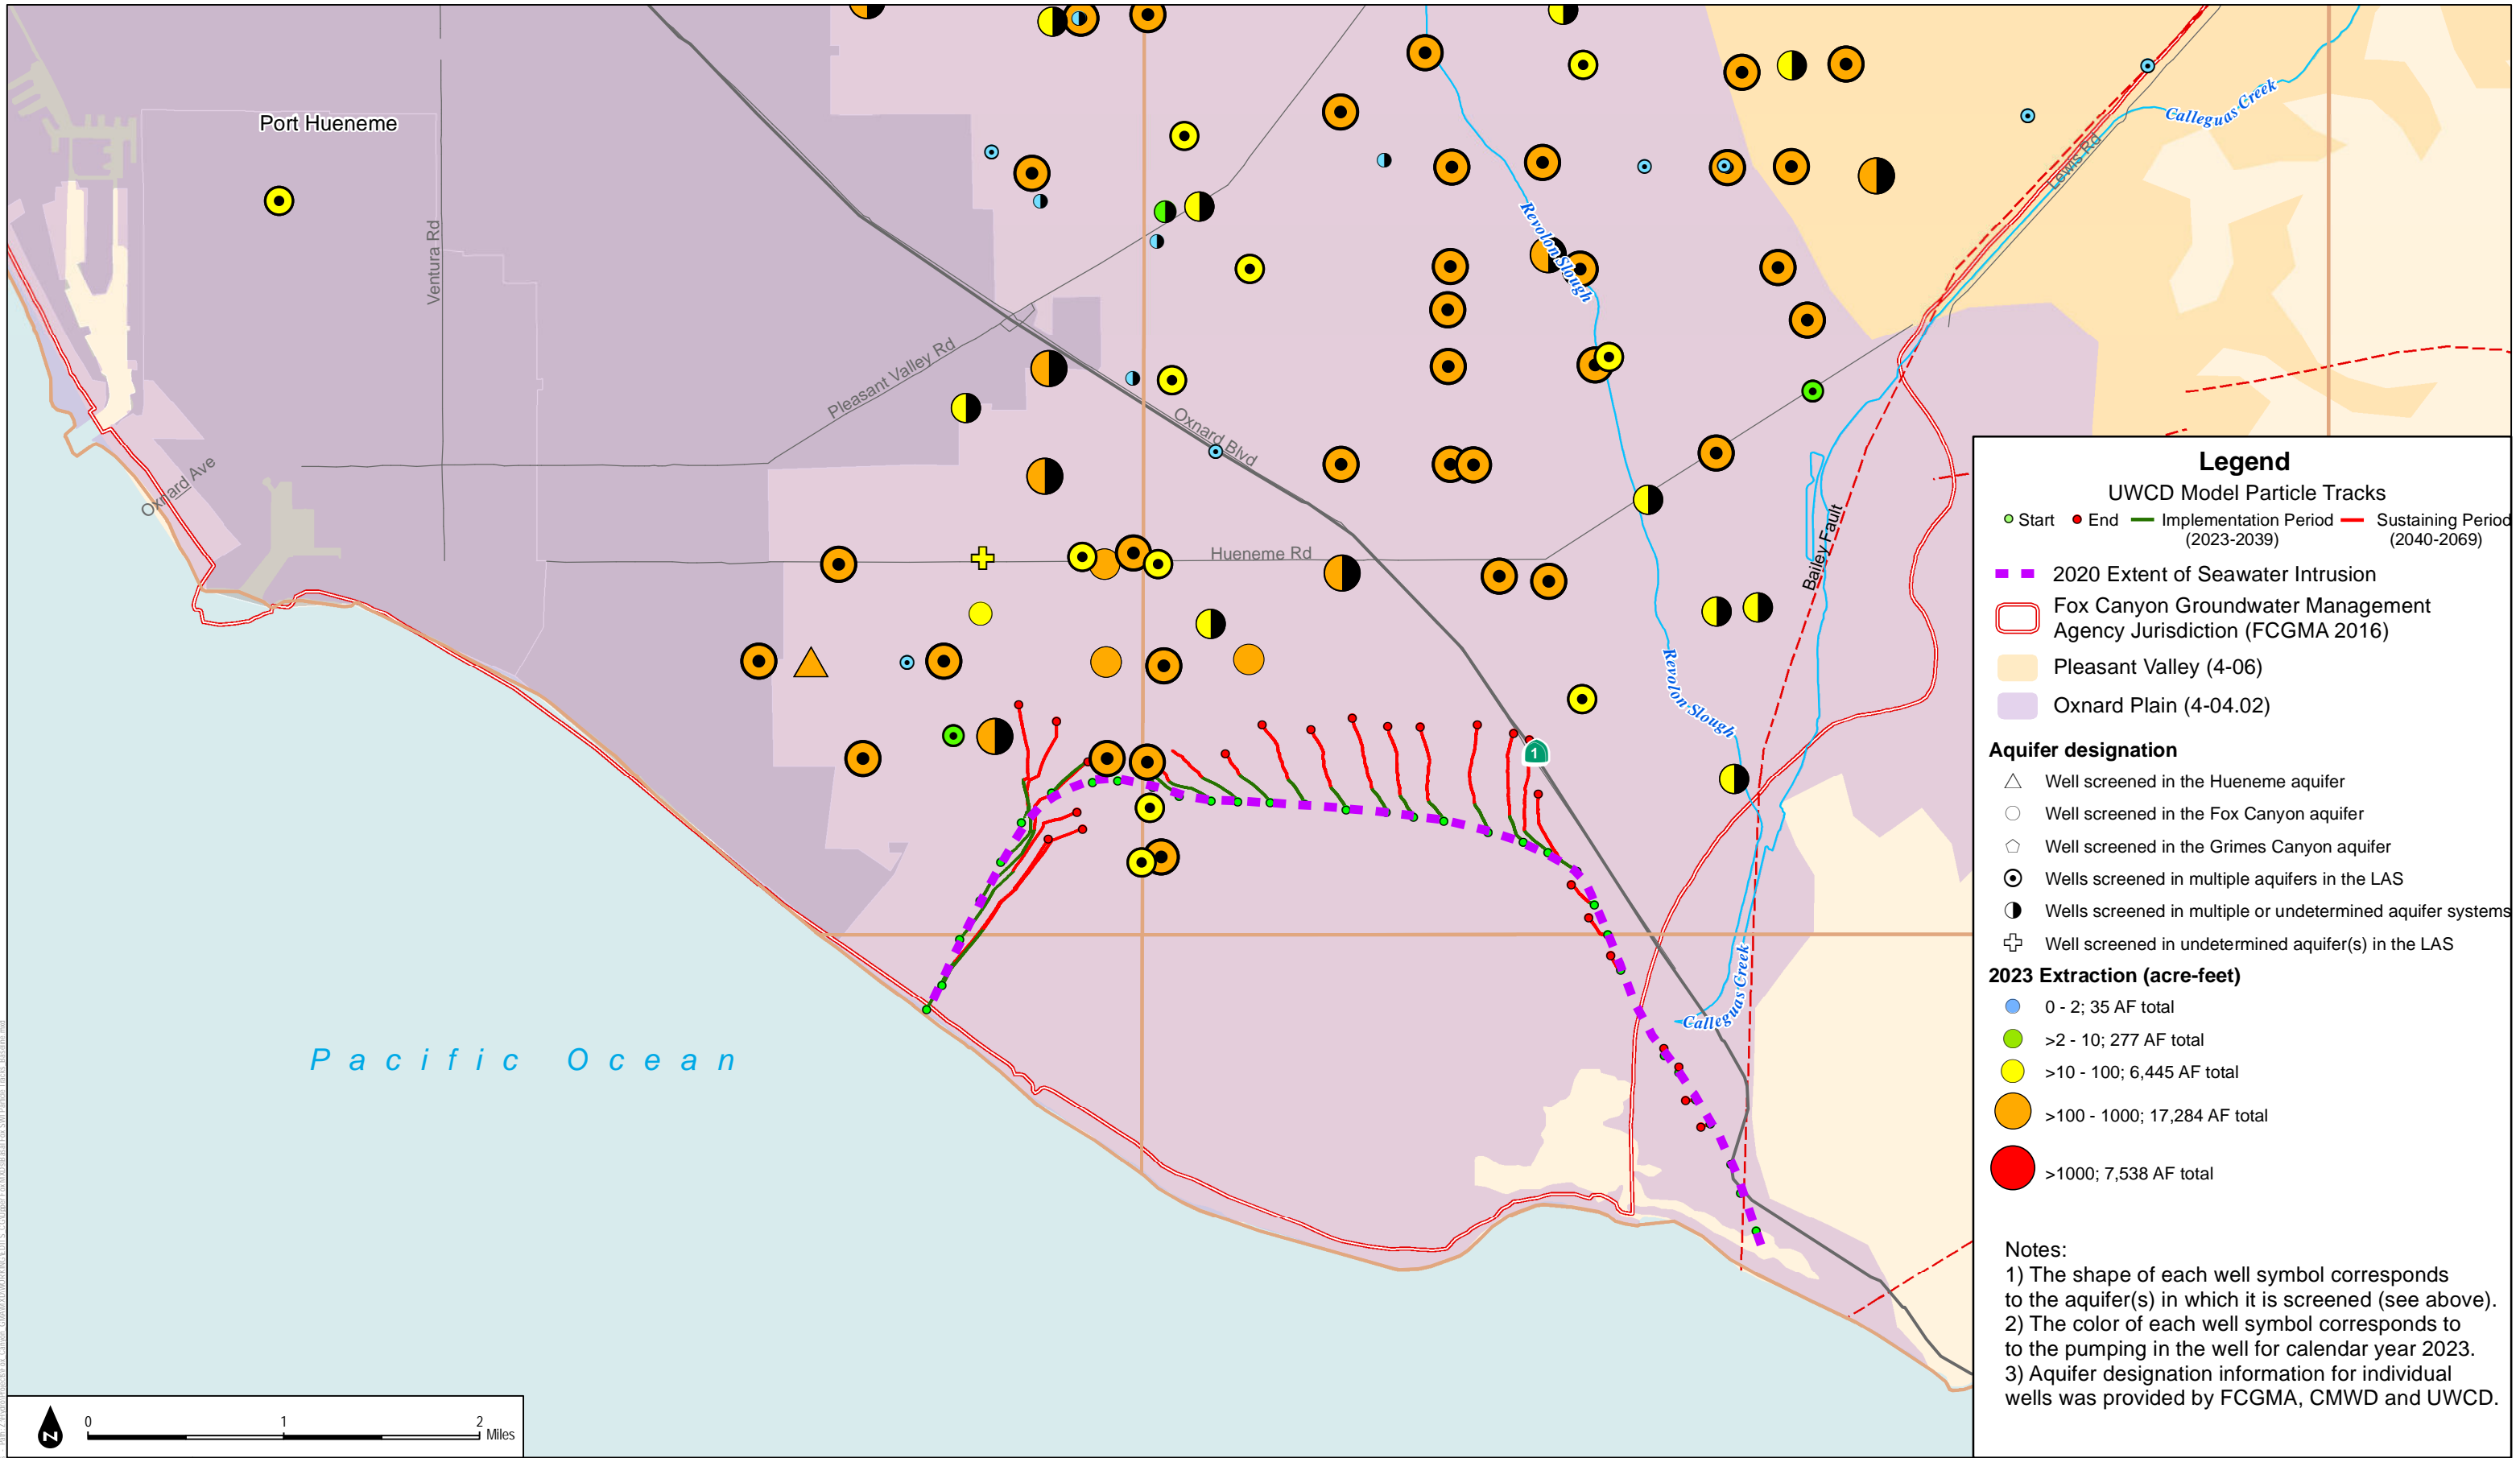 Port Hueneme
Ventura Rd
Pleasant Valley Rd
Oxnard Blvd
Oxnard Ave
Hueneme Rd
Revolon Slough
Revolon Slough
Calleguas Creek
Lewis Rd
Bailey Fault
1
Calleguas Creek
Pacific Ocean
N
0 1 2
Miles
Legend
UWCD Model Particle Tracks
Start End Implementation Period Sustaining Period
(2023-2039) (2040-2069)
2020 Extent of Seawater Intrusion
Fox Canyon Groundwater Management
Agency Jurisdiction (FCGMA 2016)
Pleasant Valley (4-06)
Oxnard Plain (4-04.02)
Aquifer designation
Well screened in the Hueneme aquifer
Well screened in the Fox Canyon aquifer
Well screened in the Grimes Canyon aquifer
Wells screened in multiple aquifers in the LAS
Wells screened in multiple or undetermined aquifer systems
Well screened in undetermined aquifer(s) in the LAS
2023 Extraction (acre-feet)
0 - 2; 35 AF total
>2 - 10; 277 AF total
>10 - 100; 6,445 AF total
>100 - 1000; 17,284 AF total
>1000; 7,538 AF total
Notes:
1) The shape of each well symbol corresponds
to the aquifer(s) in which it is screened (see above).
2) The color of each well symbol corresponds to
to the pumping in the well for calendar year 2023.
3) Aquifer designation information for individual
wells was provided by FCGMA, CMWD and UWCD.